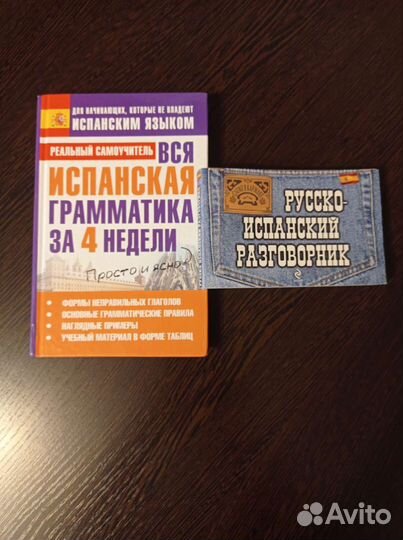 ДЛЯ НАЧИНАЮЩИХ, КОТОРЫЕ НЕ ВЛАДЕЮТ
ИСПАНСКИМ ЯЗЫКОМ
РЕАЛЬНЫЙ САМОУЧИТЕЛЬ
ВСЯ
ИСПАНСКАЯ
ГРАММАТИКА
ЗА 4 НЕДЕЛИ
Просто и ясно
• ФОРМЫ НЕПРАВИЛЬНЫХ ГЛАГОЛОВ
• ОСНОВНЫЕ ГРАММАТИЧЕСКИЕ ПРАВИЛА
• НАГЛЯДНЫЕ ПРИМЕРЫ
• УЧЕБНЫЙ МАТЕРИАЛ В ФОРМЕ ТАБЛИЦ
РУССКО-
ИСПАНСКИЙ
РАЗГОВОРНИК
Avito